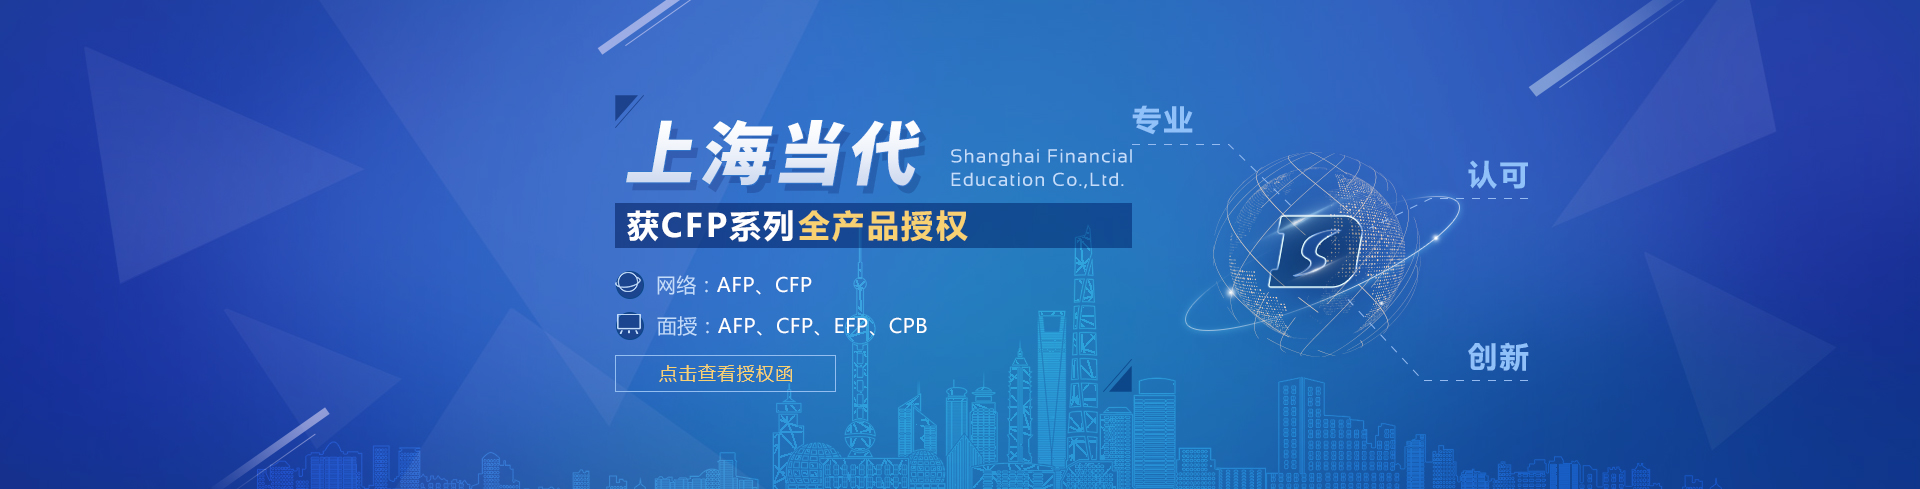 上海当代
Shanghai Financial
Education Co.,Ltd.
获CFP系列全产品授权
网络：AFP、CFP
面授：AFP、CFP、EFP、CPB
点击查看授权函
专业
认可
创新